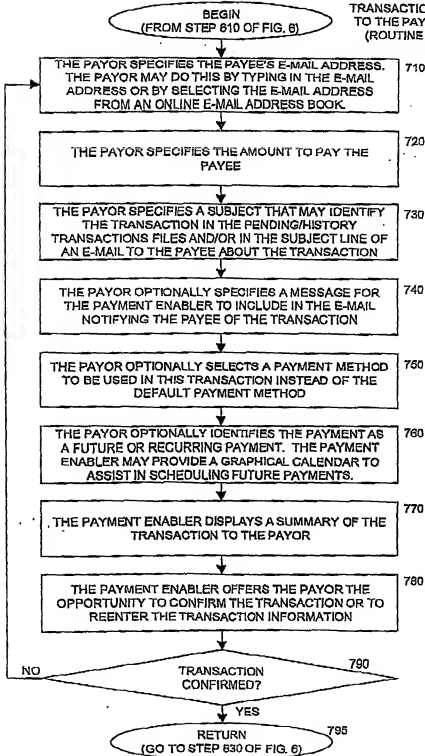 BEGIN
(FROM STEP 610 OF FIG. 6)
TRANSACTIO
TO THE PAY
(ROUTINE
710
THE PAYOR SPECIFIES THE PAYEE'S E-MAIL ADDRESS.
THE PAYOR MAY DO THIS BY TYPING IN THE E-MAIL
ADDRESS OR BY SELECTING THE E-MAIL ADDRESS
FROM AN ONLINE E-MAIL ADDRESS BOOK
720
THE PAYOR SPECIFIES THE AMOUNT TO PAY THE
PAYEE
730
THE PAYOR SPECIFIES A SUBJECT THAT MAY IDENTIFY
THE TRANSACTION IN THE PENDING/HISTORY
TRANSACTIONS FILES AND/OR IN THE SUBJECT LINE OF
AN E-MAIL TO THE PAYEE ABOUT THE TRANSACTION
740
THE PAYOR OPTIONALLY SPECIFIES A MESSAGE FOR
THE PAYMENT ENABLER TO INCLUDE IN THE E-MAIL
NOTIFYING THE PAYEE OF THE TRANSACTION
750
THE PAYOR OPTIONALLY SELECTS A PAYMENT METHOD
TO BE USED IN THIS TRANSACTION INSTEAD OF THE
DEFAULT PAYMENT METHOD
760
THE PAYOR OPTIONALLY IDENTIFIES THE PAYMENT AS
A FUTURE OR RECURRING PAYMENT. THE PAYMENT
ENABLER MAY PROVIDE A GRAPHICAL CALENDAR TO
ASSIST IN SCHEDULING FUTURE PAYMENTS.
770
THE PAYMENT ENABLER DISPLAYS A SUMMARY OF THE
TRANSACTION TO THE PAYOR
780
THE PAYMENT ENABLER OFFERS THE PAYOR THE
OPPORTUNITY TO CONFIRM THE TRANSACTION OR TO
REENTER THE TRANSACTION INFORMATION
790
NO
TRANSACTION
CONFIRMED?
YES
795
RETURN
(GO TO STEP 630 OF FIG. 6)